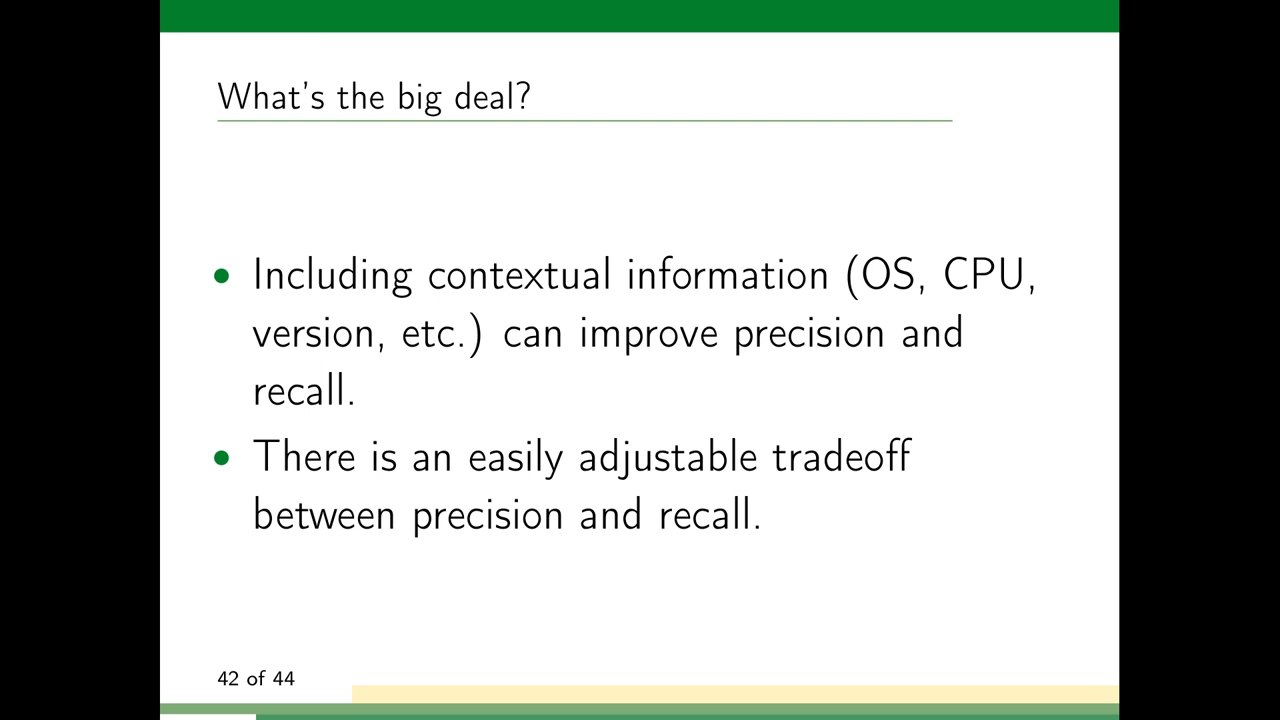 What's the big deal?
• Including contextual information (OS, CPU,
version, etc.) can improve precision and
recall.
• There is an easily adjustable tradeoff
between precision and recall.
42 of 44